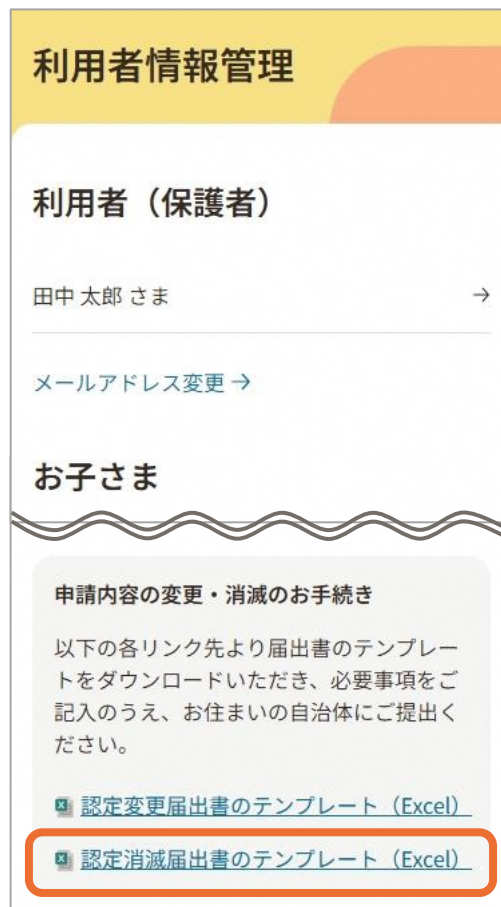 利用者情報管理
利用者（保護者）
田中 太郎 さま
メールアドレス変更
お子さま
申請内容の変更・消滅のお手続き
以下の各リンク先より届出書のテンプレー
トをダウンロードいただき、必要事項をご
記入のうえ、お住まいの自治体にご提出く
ださい。
認定変更届出書のテンプレート（Excel）
認定消滅届出書のテンプレート（Excel）